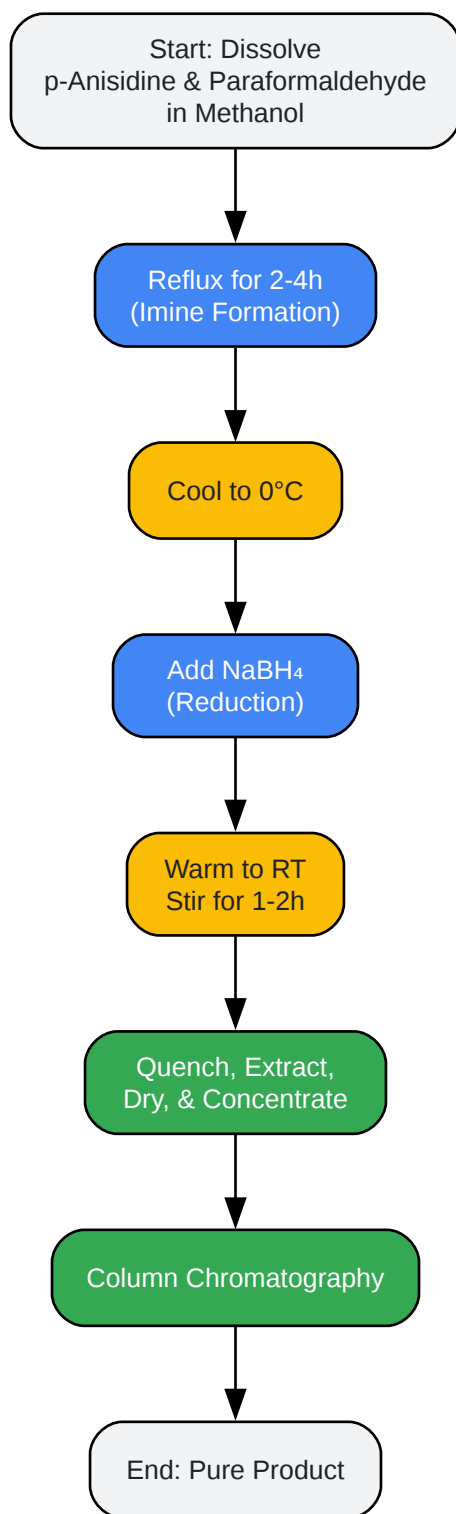 Start: Dissolve
p-Anisidine & Paraformaldehyde
in Methanol
Reflux for 2-4h
(Imine Formation)
Cool to 0°C
Add NaBH₄
(Reduction)
Warm to RT
Stir for 1-2h
Quench, Extract,
Dry, & Concentrate
Column Chromatography
End: Pure Product